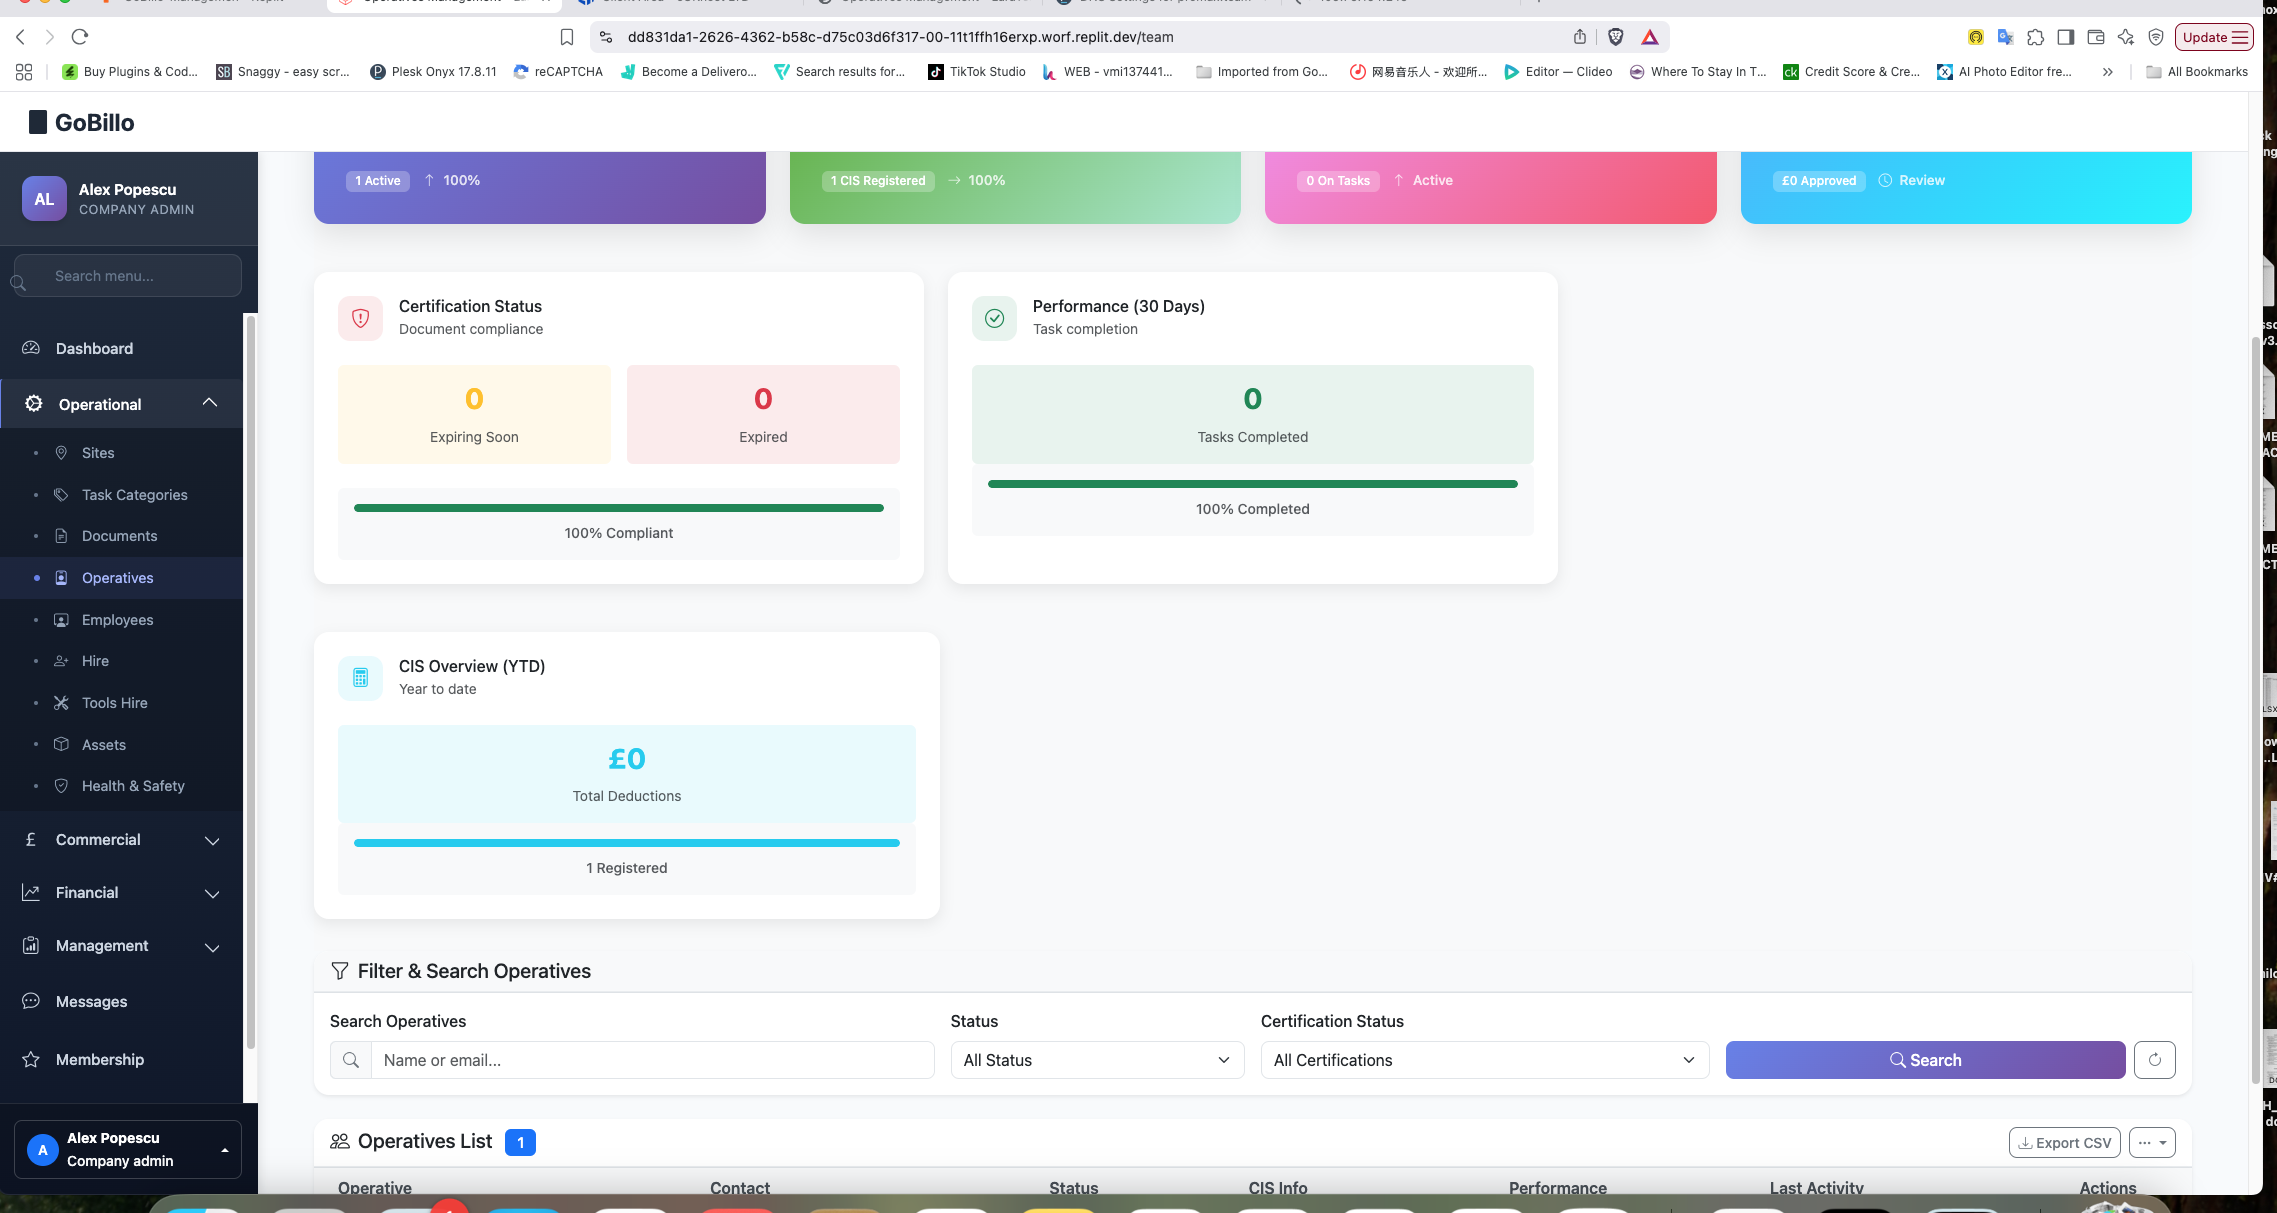 dd831da1-2626-4362-b58c-d75c03d6f317-00-11t1ffh16erxp.worf.replit.dev/team
Update
Buy Plugins & Cod...
Snaggy - easy scr...
Plesk Onyx 17.8.11
reCAPTCHA
Become a Delivero...
Search results for...
TikTok Studio
WEB - vmi137441...
Imported from Go...
网易音乐人 - 欢迎所...
Editor — Clideo
Where To Stay In T...
Credit Score & Cre...
AI Photo Editor fre...
All Bookmarks
GoBillo
AL
Alex Popescu
COMPANY ADMIN
Search menu...
Dashboard
Operational
Sites
Task Categories
Documents
Operatives
Employees
Hire
Tools Hire
Assets
Health & Safety
Commercial
Financial
Management
Messages
Membership
A
Alex Popescu
Company admin
1 Active
100%
1 CIS Registered
100%
0 On Tasks
Active
£0 Approved
Review
Certification Status
Document compliance
0
Expiring Soon
0
Expired
100% Compliant
Performance (30 Days)
Task completion
0
Tasks Completed
100% Completed
CIS Overview (YTD)
Year to date
£0
Total Deductions
1 Registered
Filter & Search Operatives
Search Operatives
Name or email...
Status
All Status
Certification Status
All Certifications
Search
Operatives List 1
Export CSV
Operative
Contact
Status
CIS Info
Performance
Last Activity
Actions